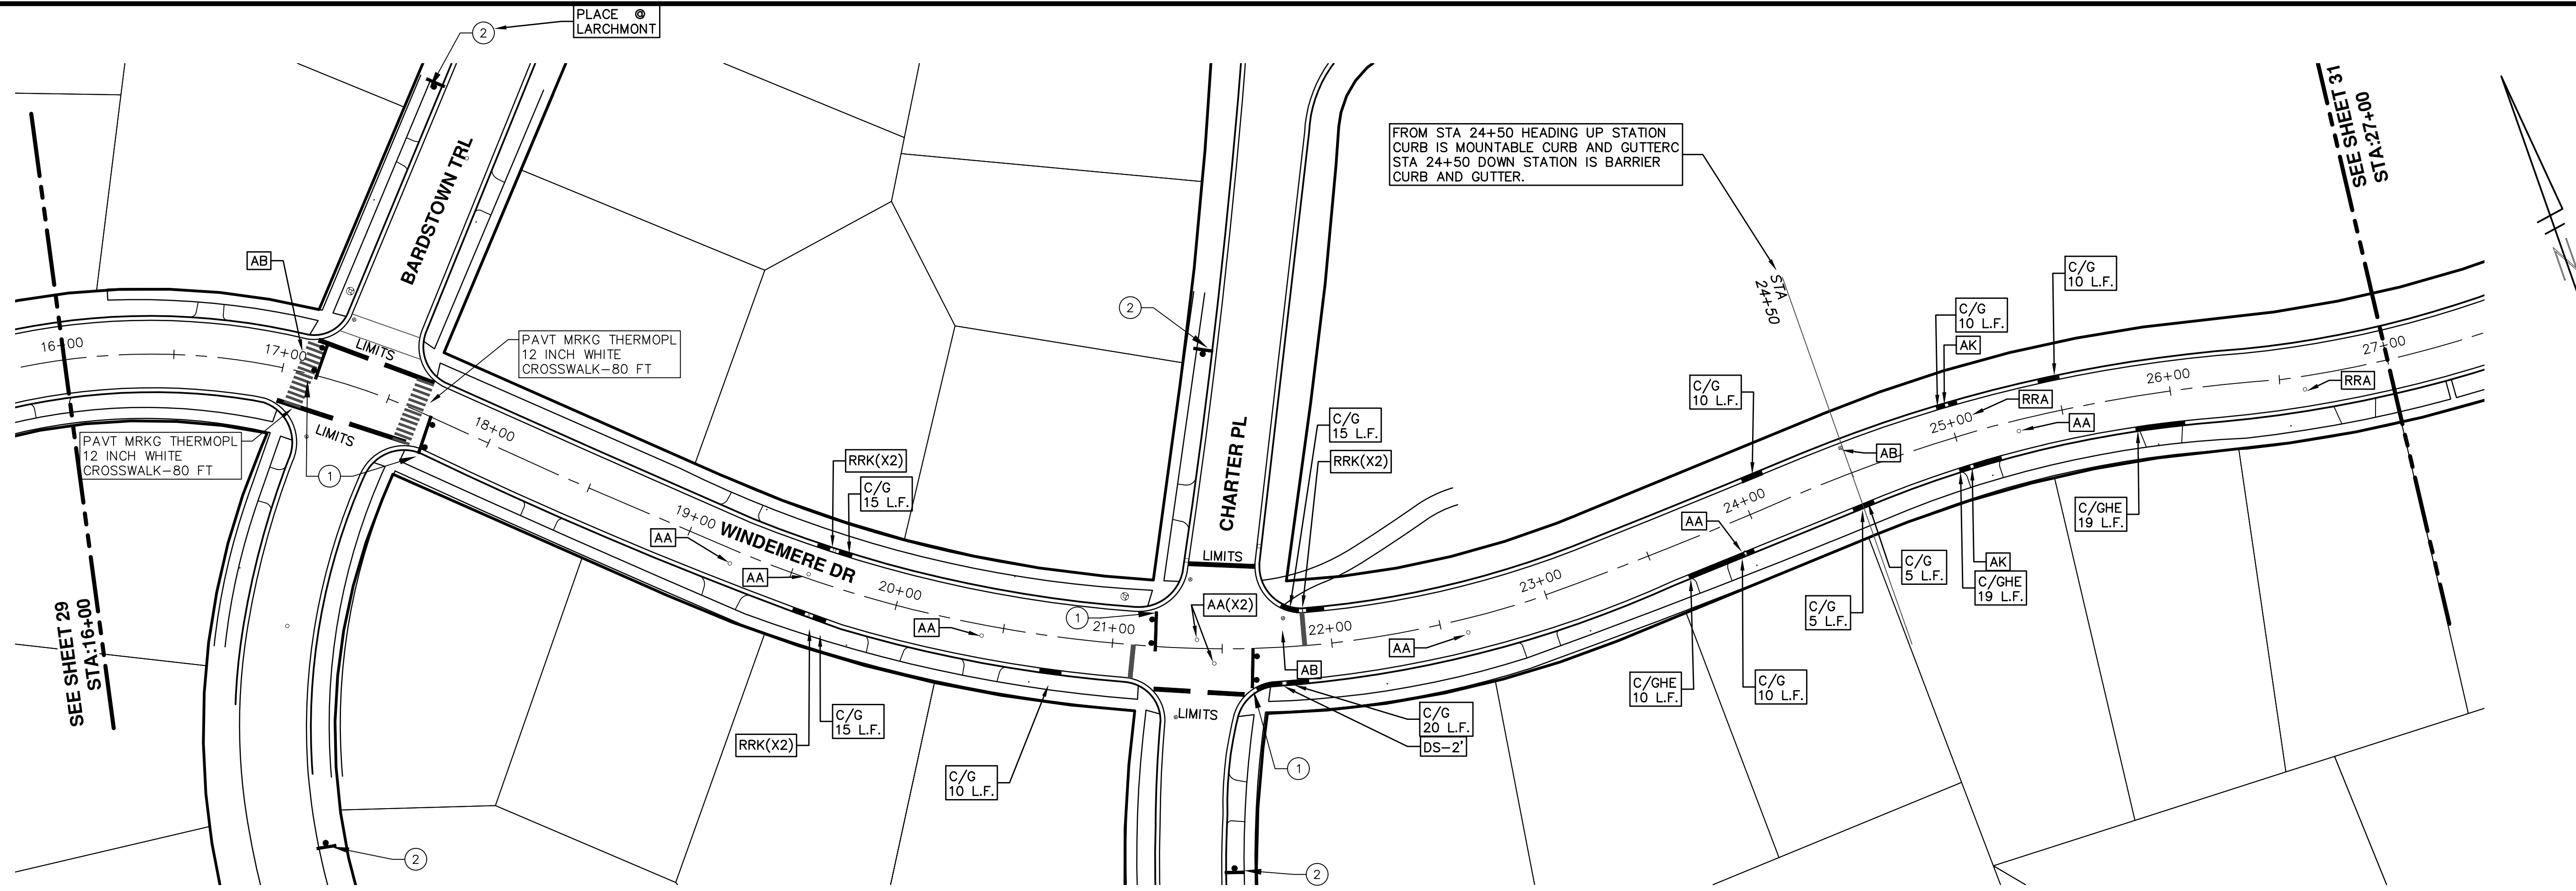 PLACE @
LARCHMONT
2
SEE SHEET 31
STA:27+00
FROM STA 24+50 HEADING UP STATION
CURB IS MOUNTABLE CURB AND GUTTERC
STA 24+50 DOWN STATION IS BARRIER
CURB AND GUTTER.
BARDSTOWN TRL
AB
2
STA
24+50
C/G
10 L.F.
C/G
10 L.F.
AK
16+00
17+00
LIMITS
PAVT MRKG THERMOPL
12 INCH WHITE
CROSSWALK-80 FT
27+00
26+00
RRA
RRA
C/G
10 L.F.
25+00
AA
PAVT MRKG THERMOPL
12 INCH WHITE
CROSSWALK-80 FT
LIMITS
18+00
1
C/G
15 L.F.
RRK(X2)
CHARTER PL
RRK(X2)
C/G
15 L.F.
AB
24+00
C/GHE
19 L.F.
19+00
WINDEMERE DR
AA
AA
AA
LIMITS
C/G
5 L.F.
AK
C/GHE
19 L.F.
20+00
23+00
C/G
5 L.F.
AA(X2)
1
21+00
22+00
AA
AA
AB
SEE SHEET 29
STA:16+00
C/GHE
10 L.F.
C/G
10 L.F.
LIMITS
C/G
15 L.F.
RRK(X2)
C/G
20 L.F.
DS-2'
C/G
10 L.F.
1
2
2
N